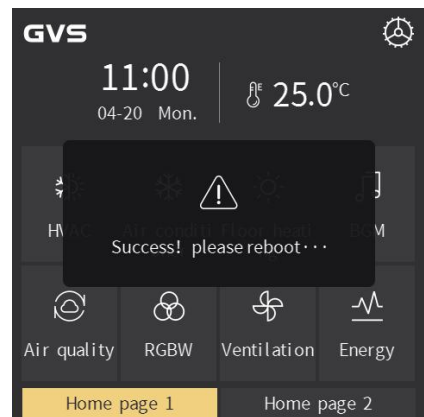 GVS
11:00
04-20 Mon.
25.0°C
HVAC Air conditi Floor heati BGM
Success! please reboot···
Air quality RGBW Ventilation Energy
Home page 1 Home page 2